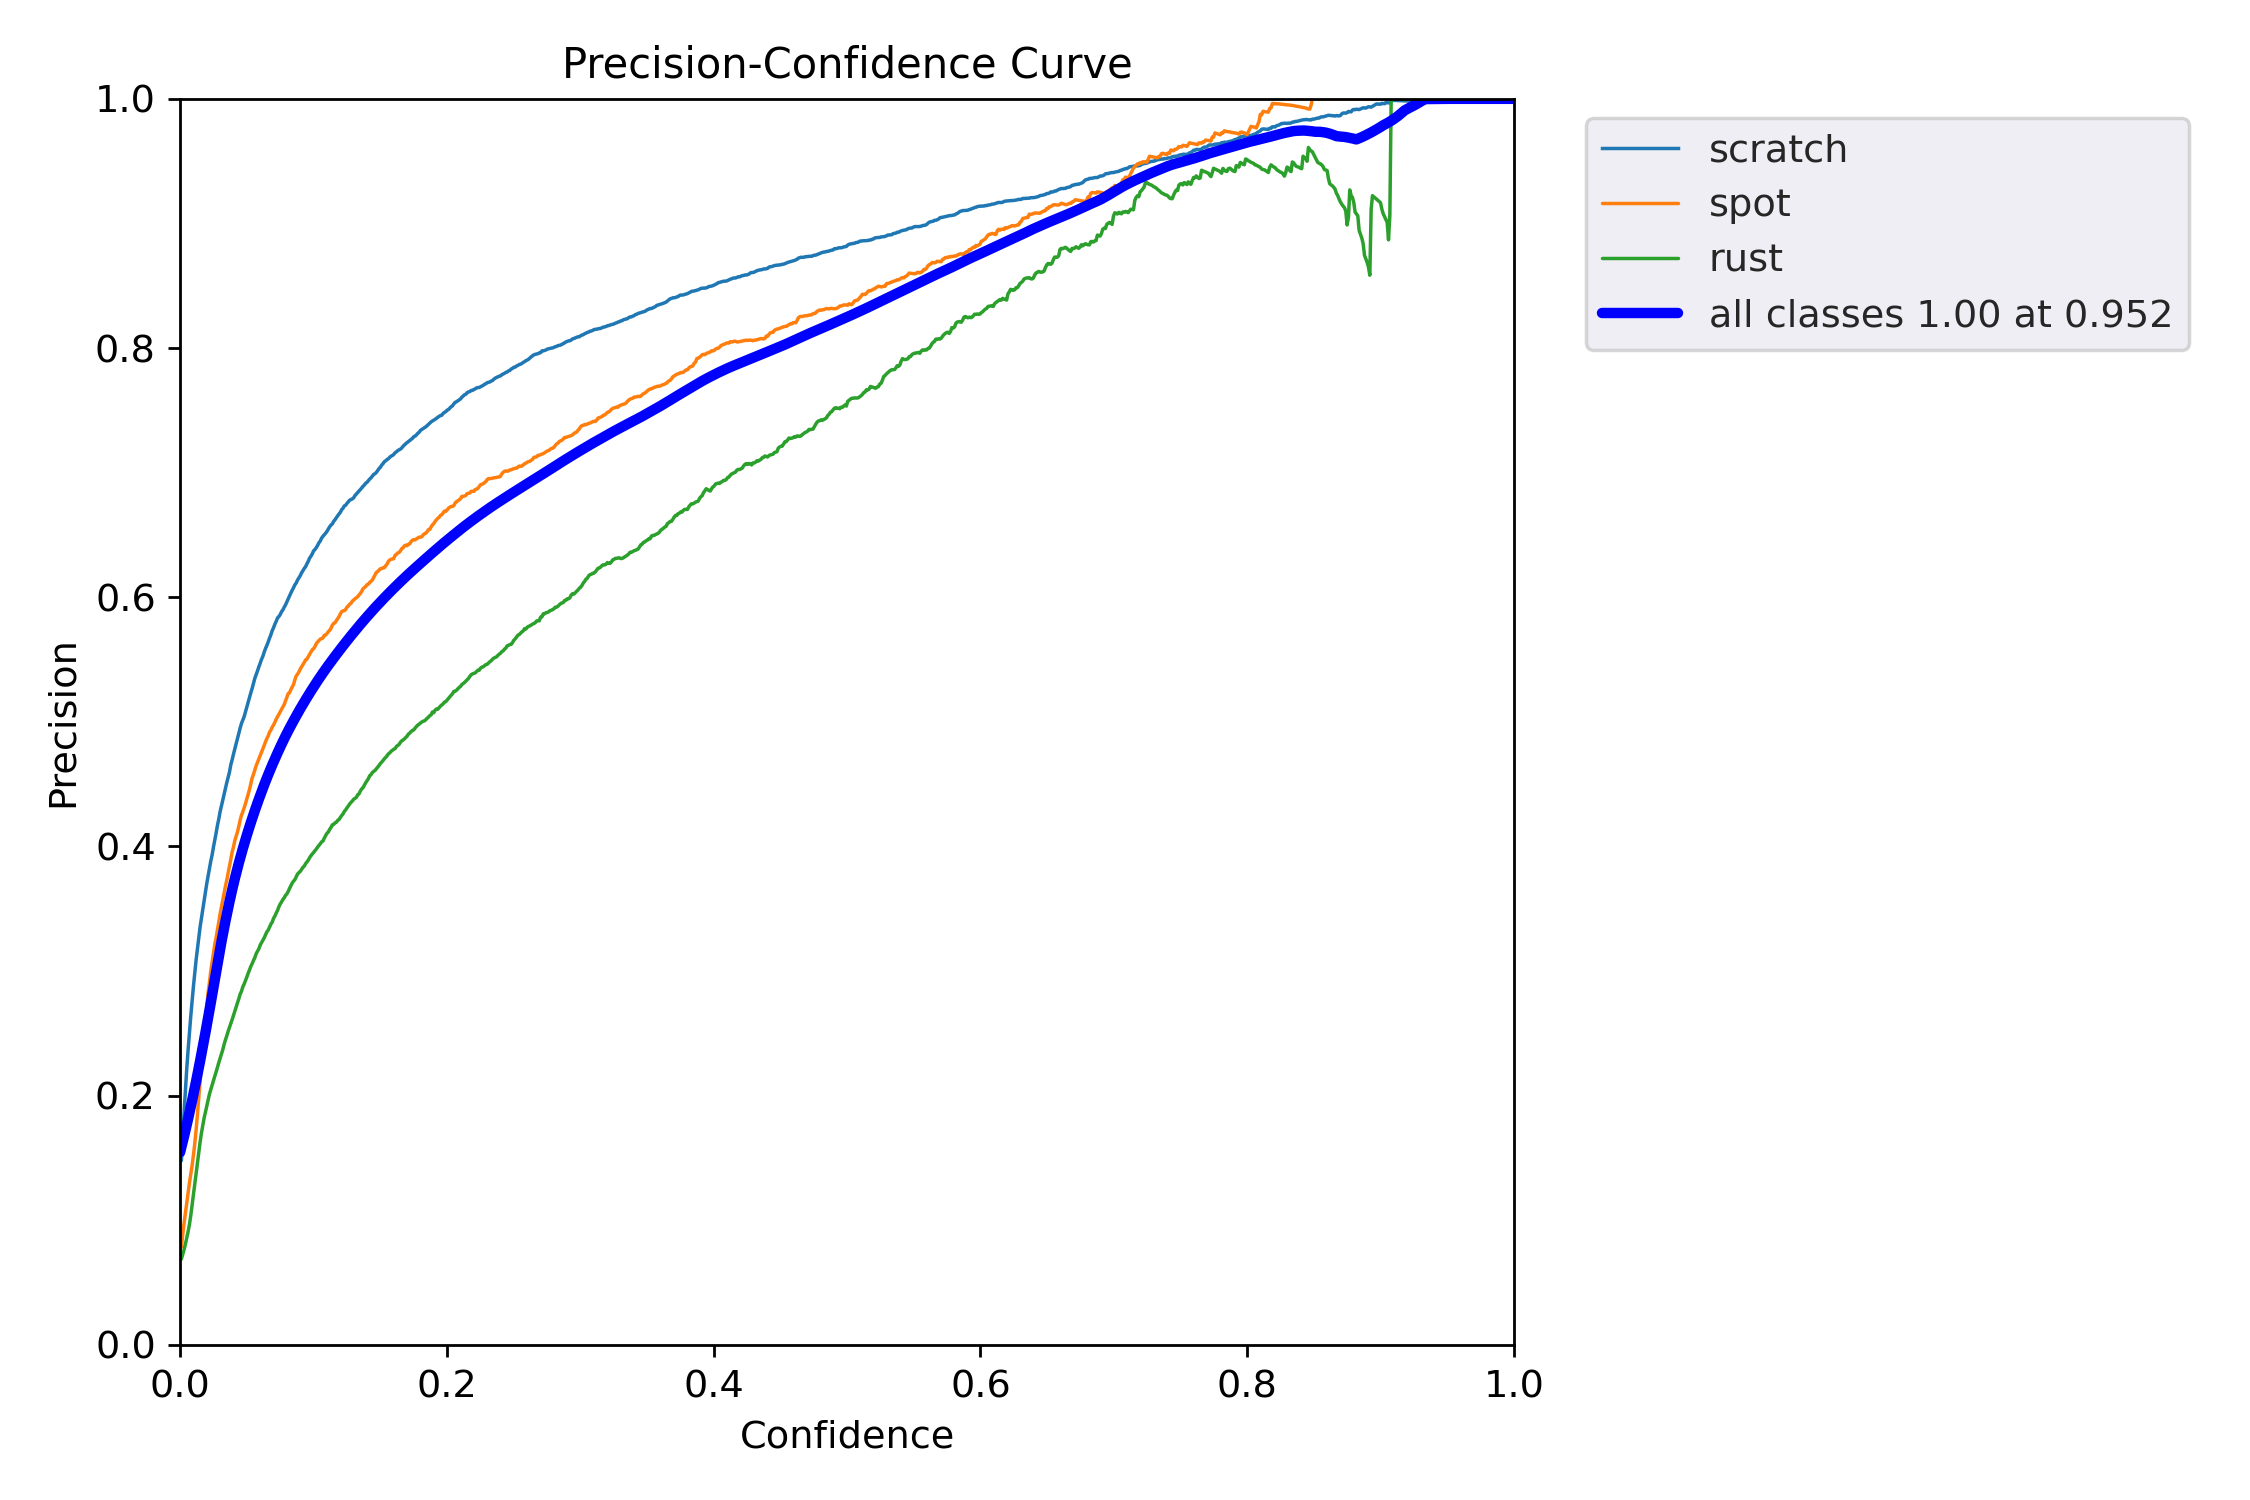 Precision-Confidence Curve
1.0
0.8
0.6
0.4
0.2
0.0
Precision
0.0 0.2 0.4 0.6 0.8 1.0
Confidence
scratch
spot
rust
all classes 1.00 at 0.952